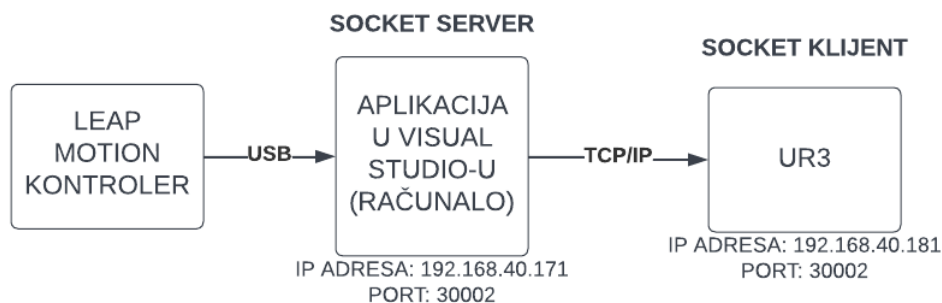 SOCKET SERVER
SOCKET KLIJENT
LEAP
MOTION
KONTROLER
USB
APLIKACIJA
U VISUAL
STUDIO-U
(RAČUNALO)
TCP/IP
UR3
IP ADRESA: 192.168.40.171
PORT: 30002
IP ADRESA: 192.168.40.181
PORT: 30002